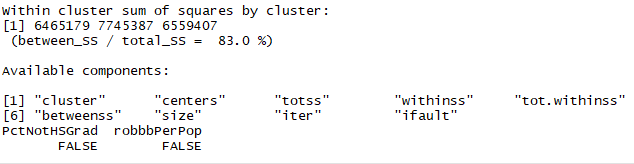 Within cluster sum of squares by cluster:
[1] 6465179 7745387 6559407
 (between_SS / total_SS =  83.0 %)

Available components:

[1] "cluster"      "centers"      "totss"        "withinss"     "tot.withinss"
[6] "betweenss"    "size"         "iter"         "ifault"
PctNotHSGrad  robbbPerPop
       FALSE        FALSE